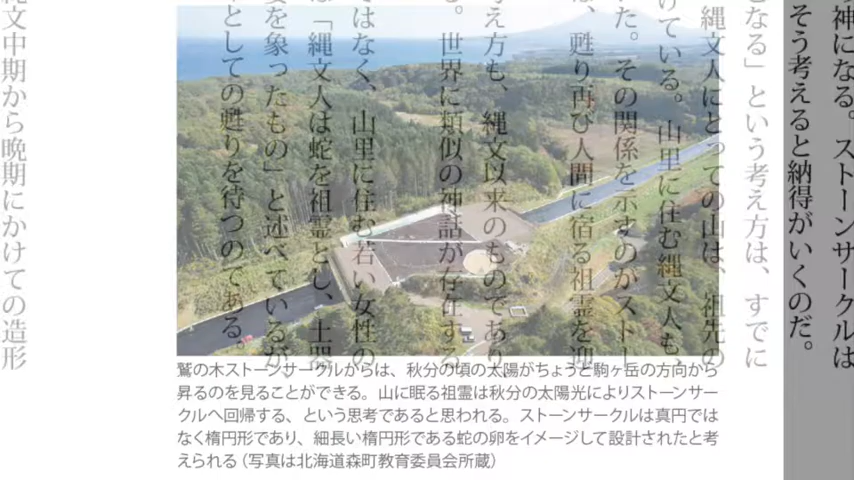 神になる。ストーンサークルは
そう考えると納得がいくのだ。
となる」という考え方は、すでに
縄文人にとっての山は、祖先の
けている。山里に住む縄文人も、
た。その関係を示すのがストー
は、甦り再び人間に宿る祖霊を迎
考え方も、縄文以来のものであり
る。世界に類似の神話が存在する
ではなく、山里に住む若い女性の
は「縄文人は蛇を祖霊とし、土器
姿を象ったもの」と述べているが
としての甦りを待つのである。
縄文中期から晩期にかけての造形
鷲の木ストーンサークルからは、秋分の頃の太陽がちょうど駒ヶ岳の方向から
昇るのを見ることができる。山に眠る祖霊は秋分の太陽光によりストーンサー
クルへ回帰する、という思考であると思われる。ストーンサークルは真円では
なく楕円形であり、細長い楕円形である蛇の卵をイメージして設計されたと考
えられる（写真は北海道森町教育委員会所蔵）